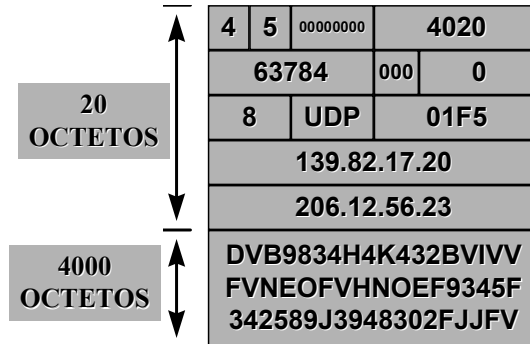 4 5 00000000 4020
63784 000 0
8 UDP 01F5
139.82.17.20
206.12.56.23
20
OCTETOS
DVB9834H4K432BVIVV
FVNEOFVHNOEF9345F
342589J3948302FJJFV
4000
OCTETOS